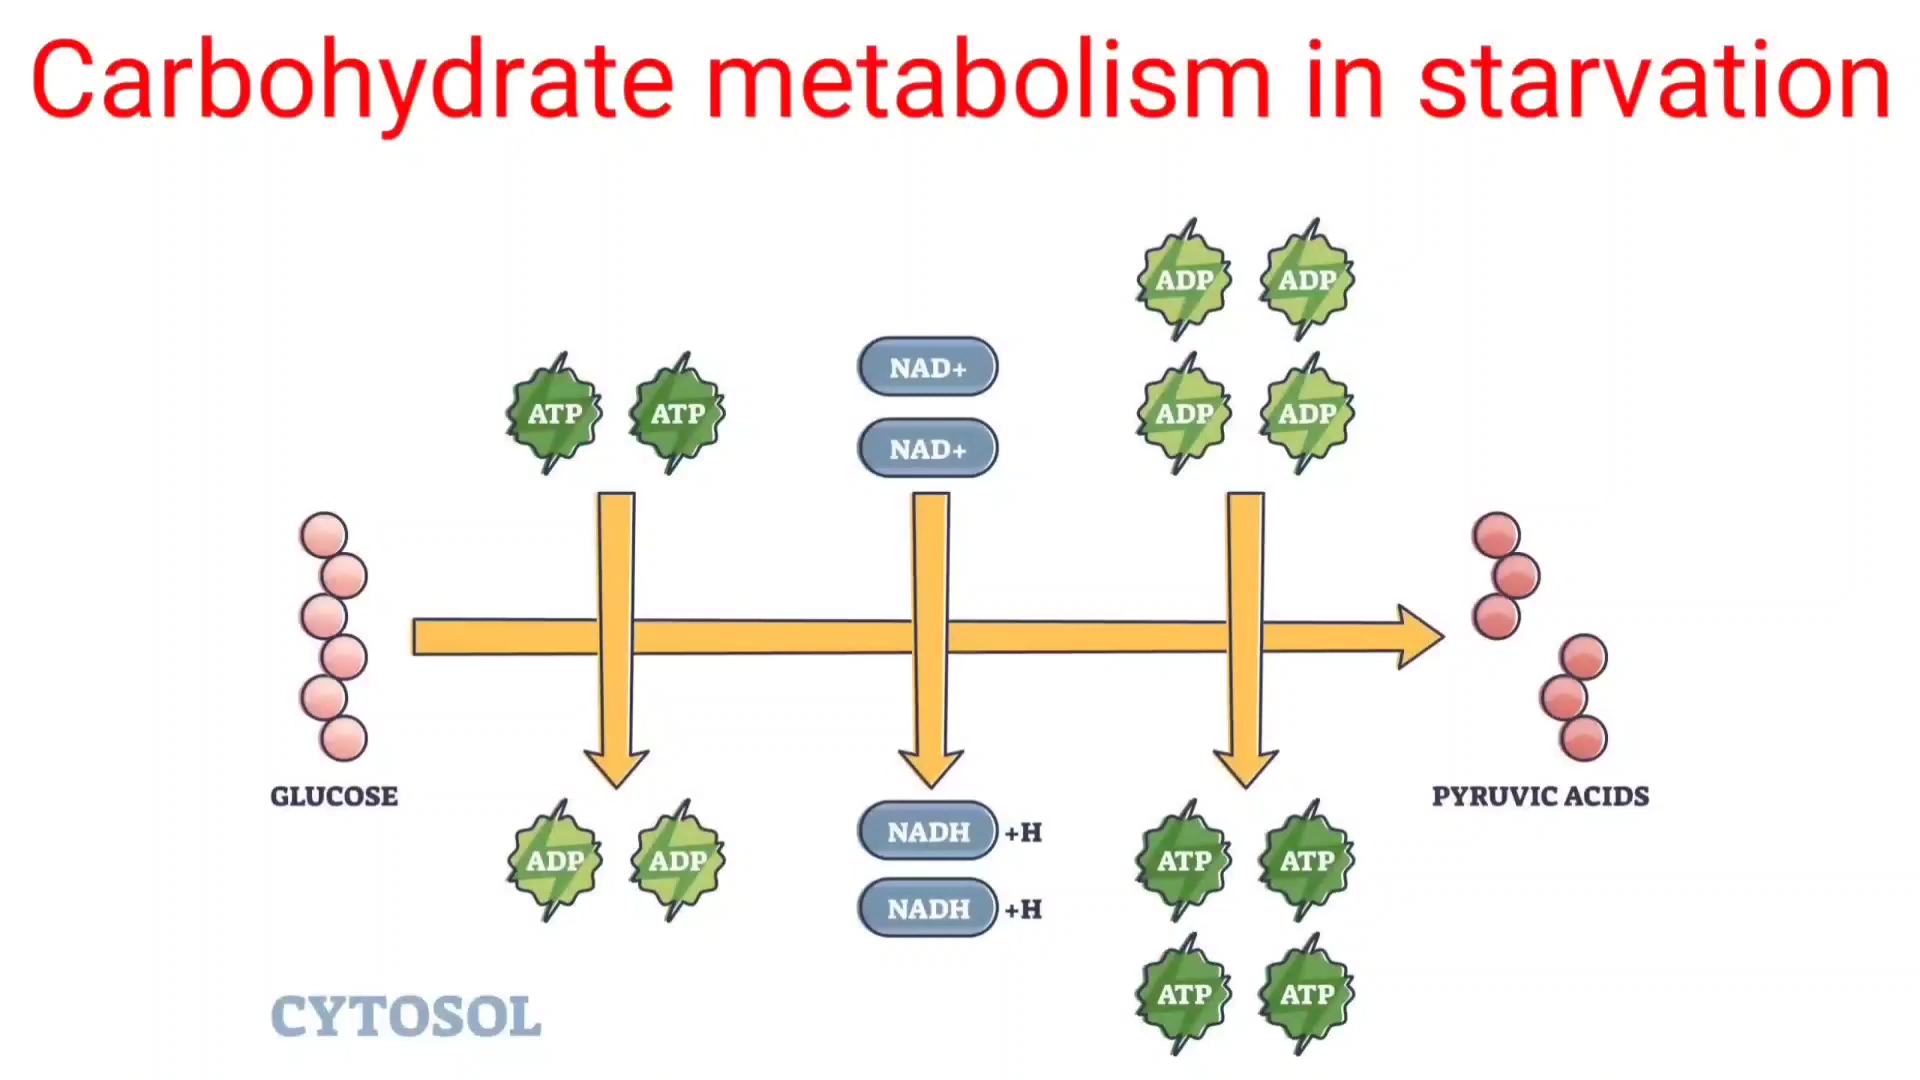 Carbohydrate metabolism in starvation
ADP ADP
ATP ATP NAD+ ADP ADP
NAD+
GLUCOSE PYRUVIC ACIDS
ADP ADP NADH +H ATP ATP
NADH +H
CYTOSOL ATP ATP